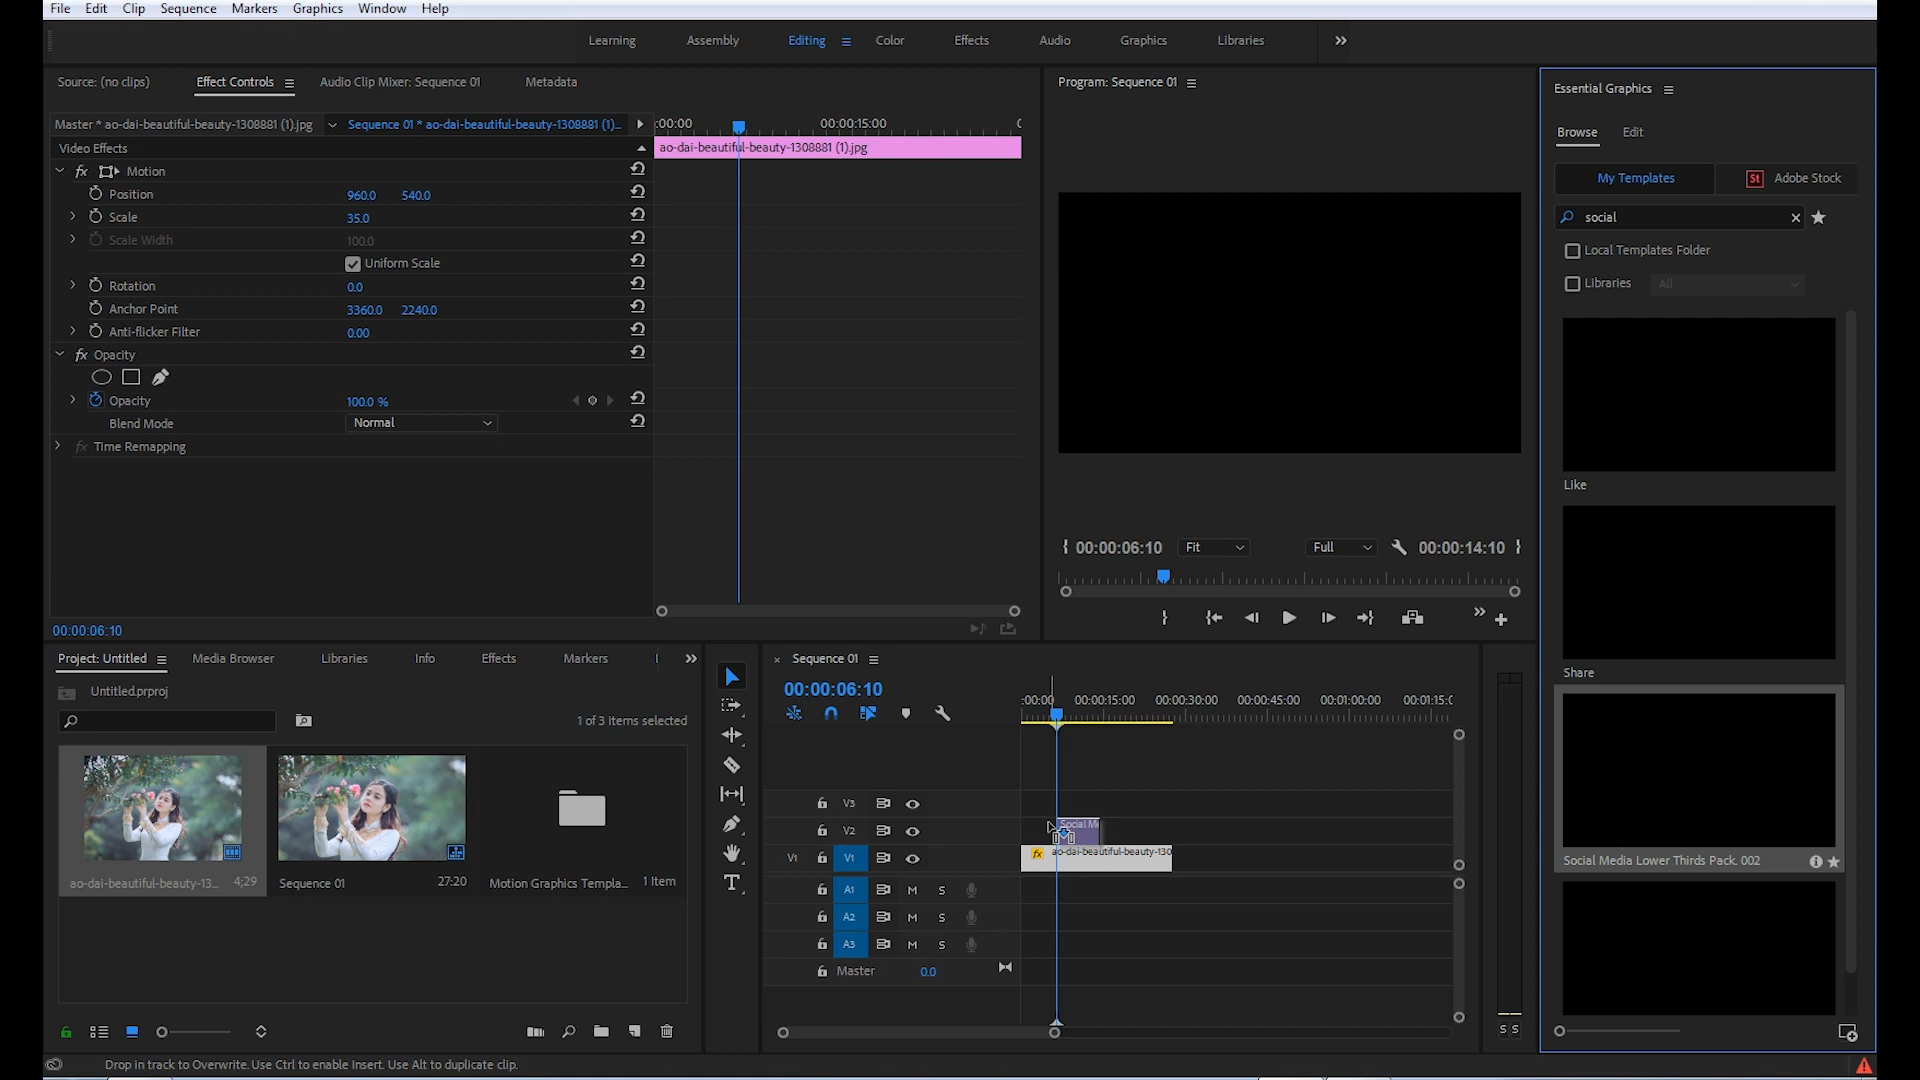 File Edit Clip Sequence Markers Graphics Window Help
Learning Assembly Editing Color Effects Audio Graphics Libraries
Source: (no clips) Effect Controls Audio Clip Mixer: Sequence 01 Metadata
Master * ao-dai-beautiful-beauty-1308881 (1).jpg Sequence 01 * ao-dai-beautiful-beauty-1308881 (1)...
:00:00 00:00:15:00
Video Effects
ao-dai-beautiful-beauty-1308881 (1).jpg
fx Motion
Position 960.0 540.0
Scale 35.0
Scale Width 100.0
Uniform Scale
Rotation 0.0
Anchor Point 3360.0 2240.0
Anti-flicker Filter 0.00
fx Opacity
Opacity 100.0 %
Blend Mode Normal
fx Time Remapping
00:00:06:10
Program: Sequence 01
00:00:06:10 Fit Full 00:00:14:10
Essential Graphics
Browse Edit
My Templates St Adobe Stock
social
Local Templates Folder
Libraries All
Like
Share
Social Media Lower Thirds Pack. 002
Project: Untitled Media Browser Libraries Info Effects Markers
Untitled.prproj
1 of 3 items selected
ao-dai-beautiful-beauty-13... 4;29 Sequence 01 27:20 Motion Graphics Templa... 1 Item
Sequence 01
00:00:06:10
:00:00 00:00:15:00 00:00:30:00 00:00:45:00 00:01:00:00 00:01:15:0
V3
V2 Social Me
V1 V1 fx ao-dai-beautiful-beauty-130
A1 M S
A2 M S
A3 M S
Master 0.0
S S
Drop in track to Overwrite. Use Ctrl to enable Insert. Use Alt to duplicate clip.